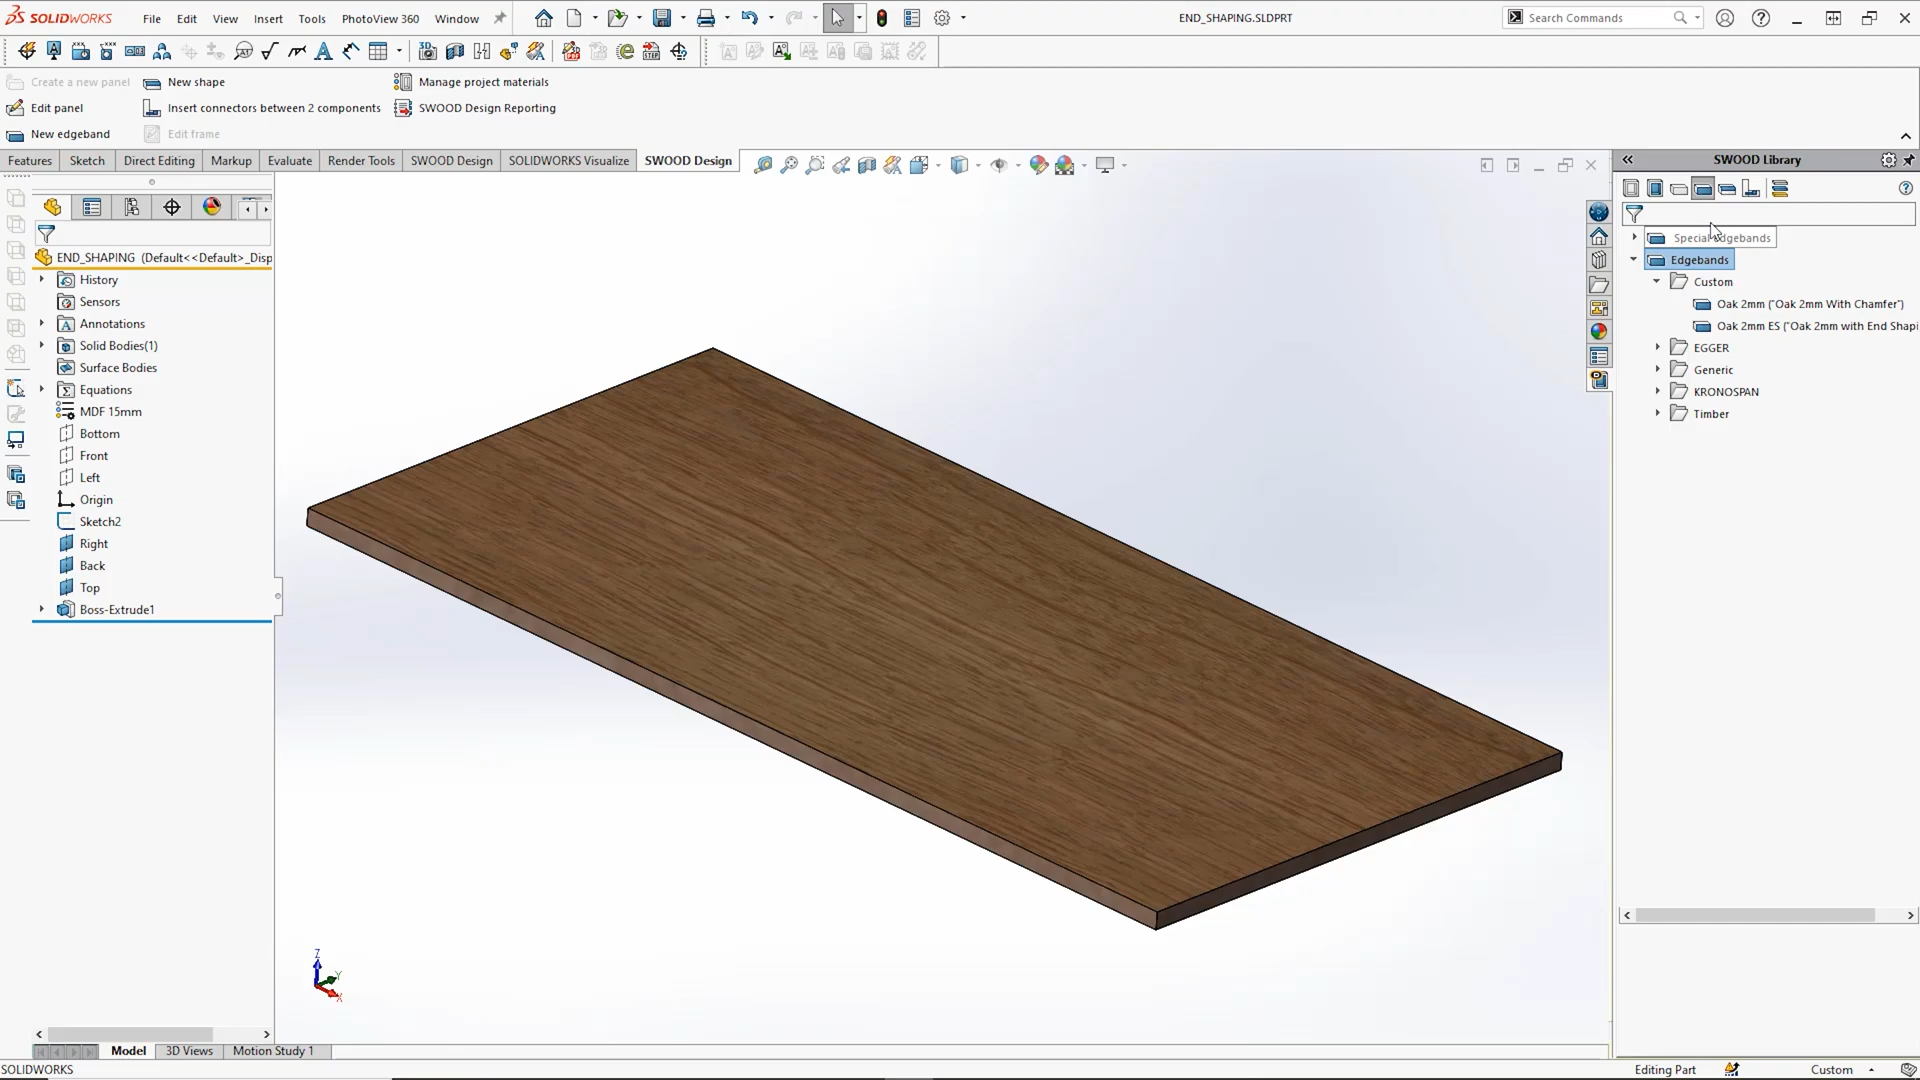 SOLIDWORKS File Edit View Insert Tools PhotoView 360 Window END_SHAPING.SLDPRT Search Commands
Create a new panel New shape Manage project materials
Edit panel Insert connectors between 2 components SWOOD Design Reporting
New edgeband Edit frame
Features Sketch Direct Editing Markup Evaluate Render Tools SWOOD Design SOLIDWORKS Visualize SWOOD Design
SWOOD Library
Special Edgebands
Edgebands
Custom
Oak 2mm ("Oak 2mm With Chamfer")
Oak 2mm ES ("Oak 2mm with End Shapi
EGGER
Generic
KRONOSPAN
Timber
END_SHAPING (Default<<Default>_Disp
History
Sensors
Annotations
Solid Bodies(1)
Surface Bodies
Equations
MDF 15mm
Bottom
Front
Left
Origin
Sketch2
Right
Back
Top
Boss-Extrude1
Z
Y
X
Model 3D Views Motion Study 1
SOLIDWORKS Editing Part Custom